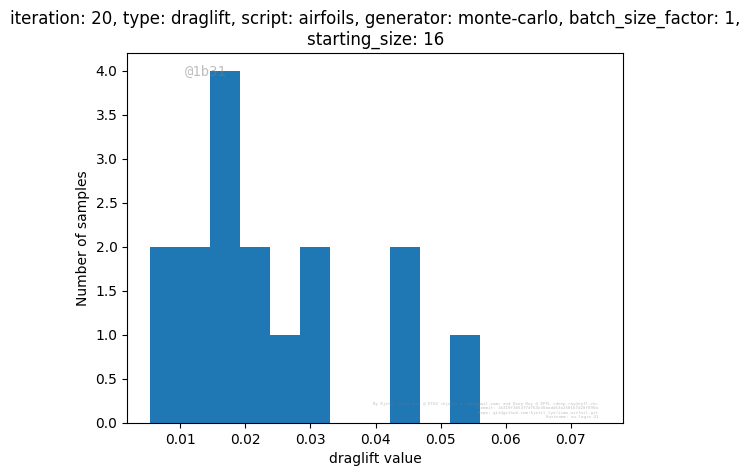 iteration: 20, type: draglift, script: airfoils, generator: monte-carlo, batch_size_factor: 1,
starting_size: 16
@1b31
4.0
3.5
3.0
2.5
2.0
1.5
1.0
0.5
0.0
Number of samples
0.01 0.02 0.03 0.04 0.05 0.06 0.07
draglift value